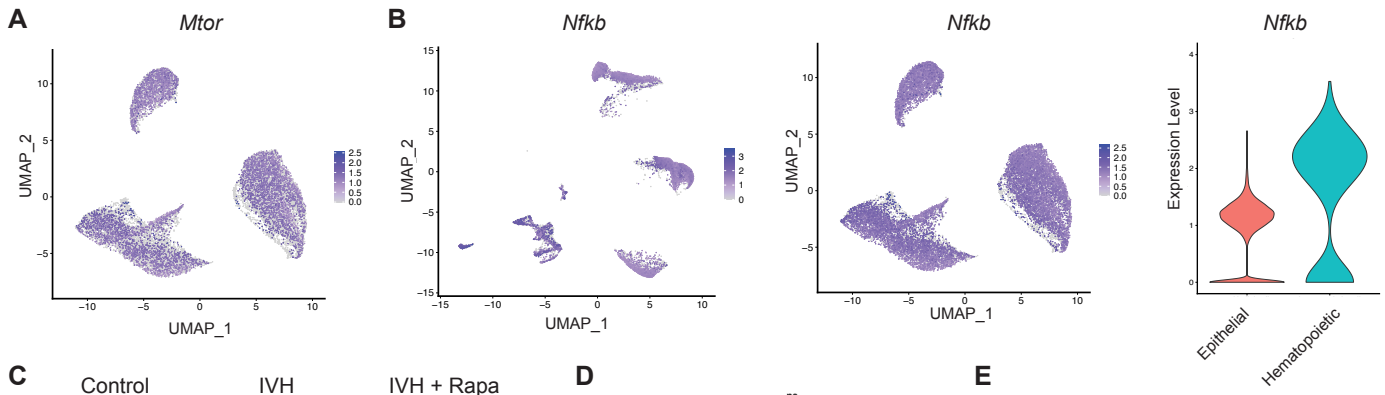 A
Mtor
B
Nfkb
Nfkb
Nfkb
UMAP_2
10
5
0
−5
−10
−5
0
5
10
UMAP_1
2.5
2.0
1.5
1.0
0.5
0.0
UMAP_2
15
10
5
0
−5
−10
−15
−15
−10
−5
0
5
10
UMAP_1
3
2
1
0
UMAP_2
10
5
0
−5
−10
−5
0
5
10
UMAP_1
2.5
2.0
1.5
1.0
0.5
0.0
Expression Level
4
3
2
1
0
Epithelial
Hematopoietic
C
Control
IVH
IVH + Rapa
D
E